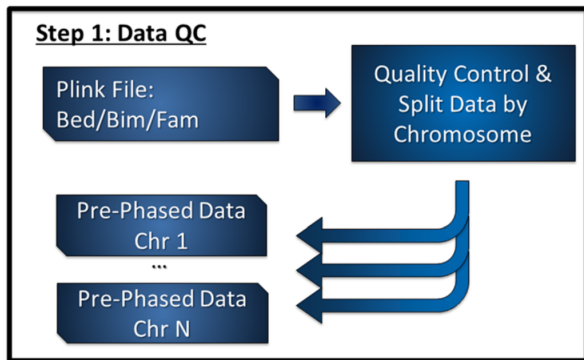 Step 1: Data QC
Plink File:
Bed/Bim/Fam
Quality Control &
Split Data by
Chromosome
Pre-Phased Data
Chr 1
...
Pre-Phased Data
Chr N